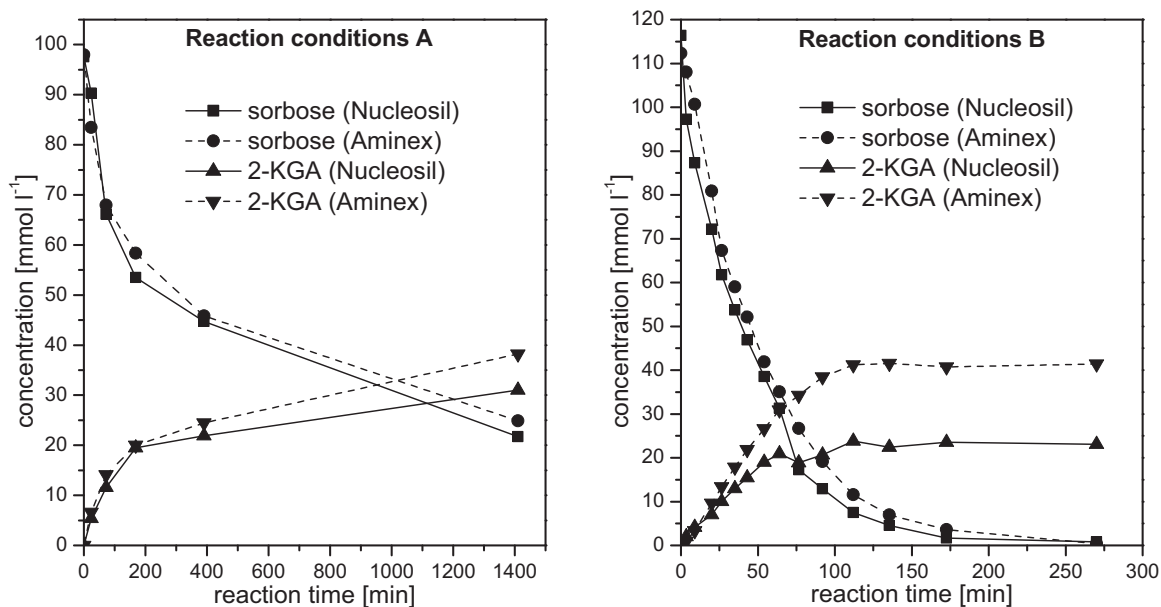 Reaction conditions A
sorbose (Nucleosil)
sorbose (Aminex)
2-KGA (Nucleosil)
2-KGA (Aminex)
concentration [mmol l⁻¹]
100
90
80
70
60
50
40
30
20
10
0
0 200 400 600 800 1000 1200 1400
reaction time [min]
Reaction conditions B
sorbose (Nucleosil)
sorbose (Aminex)
2-KGA (Nucleosil)
2-KGA (Aminex)
concentration [mmol l⁻¹]
120
110
100
90
80
70
60
50
40
30
20
10
0
0 50 100 150 200 250 300
reaction time [min]